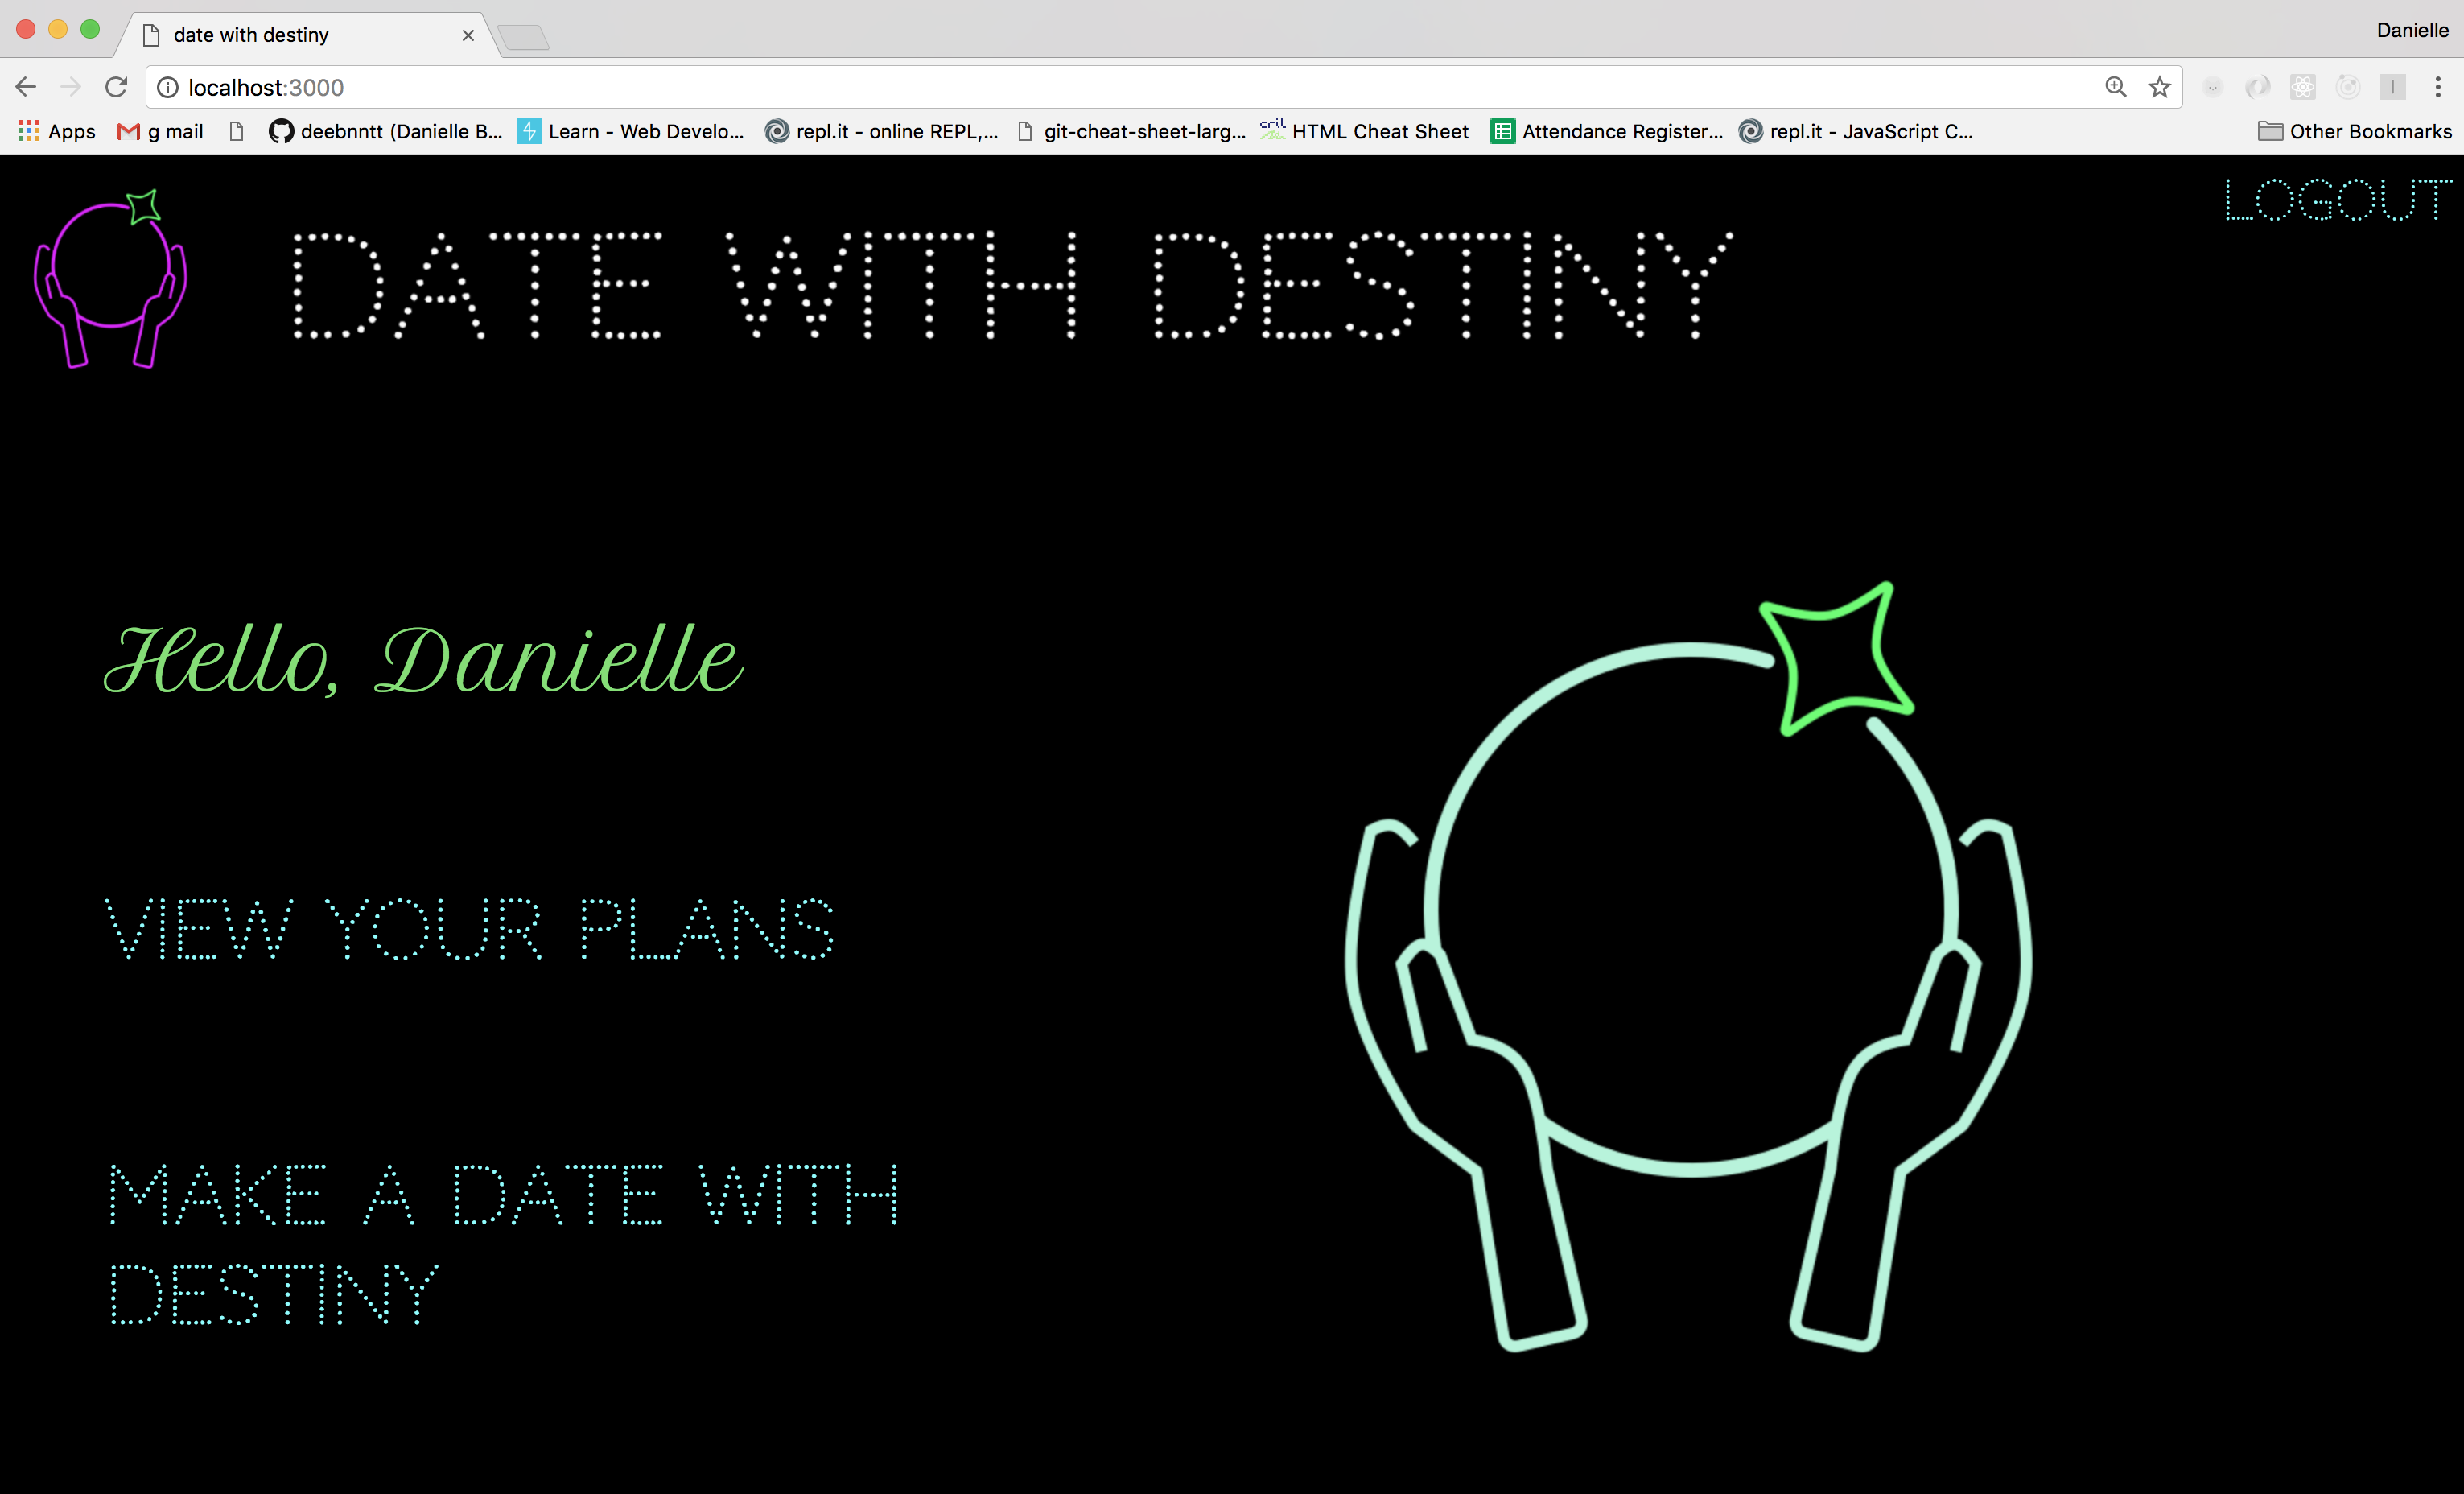 date with destiny
Danielle
localhost:3000
Apps g mail deebnntt (Danielle B... Learn - Web Develo... repl.it - online REPL,... git-cheat-sheet-larg... cril HTML Cheat Sheet Attendance Register... repl.it - JavaScript C... Other Bookmarks
LOGOUT
DATE WITH DESTINY
Hello, Danielle
VIEW YOUR PLANS
MAKE A DATE WITH
DESTINY